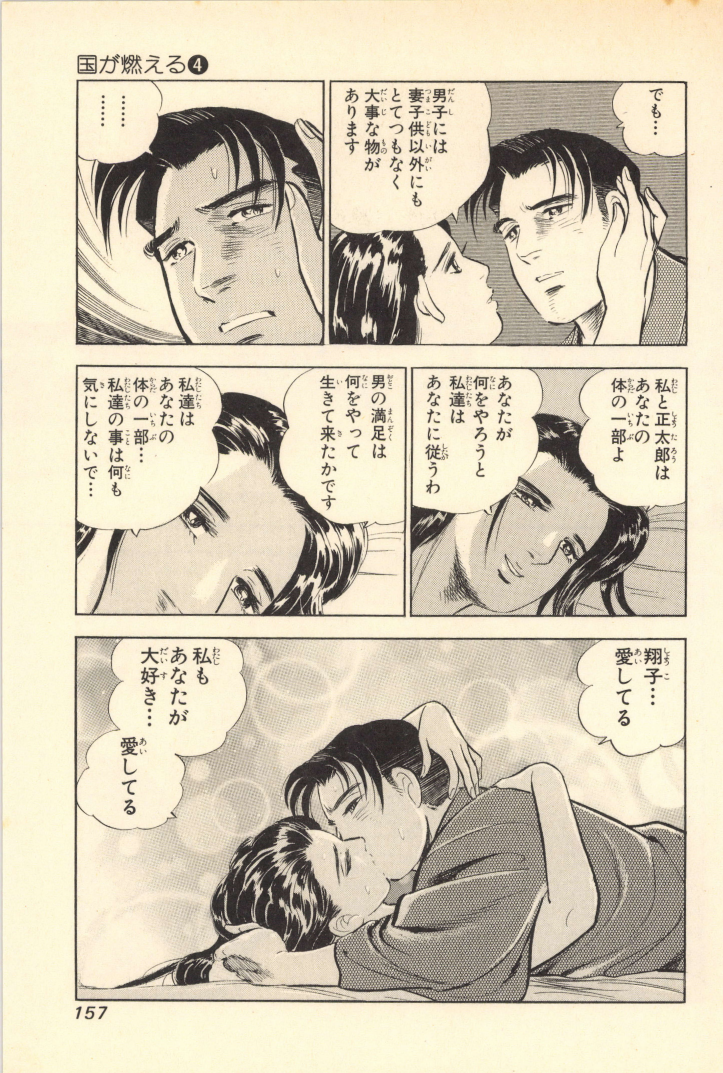 国が燃える4
でも…
男子には
妻子供以外にも
とてつもなく
大事な物が
あります
……
……
私と正太郎は
あなたの
体の一部よ
あなたが
何をやろうと
私達は
あなたに従うわ
男の満足は
何をやって
生きて来たかです
私達は
あなたの
体の一部…
私達の事は何も
気にしないで…
翔子…
愛してる
私も
あなたが
大好き…
愛してる
157